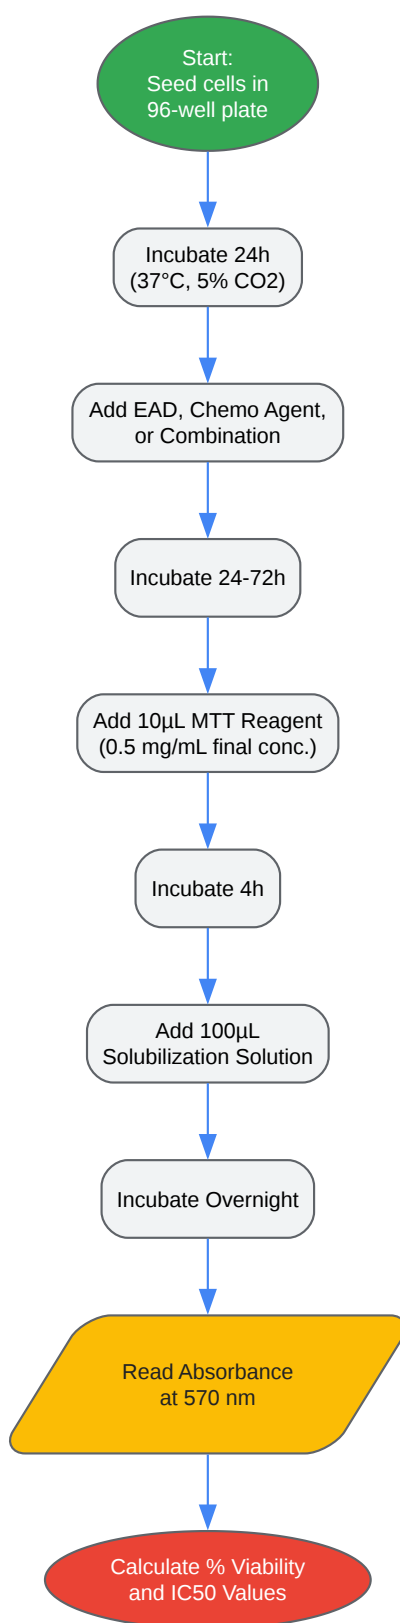 Start:
Seed cells in
96-well plate
Incubate 24h
(37°C, 5% CO2)
Add EAD, Chemo Agent,
or Combination
Incubate 24-72h
Add 10µL MTT Reagent
(0.5 mg/mL final conc.)
Incubate 4h
Add 100µL
Solubilization Solution
Incubate Overnight
Read Absorbance
at 570 nm
Calculate % Viability
and IC50 Values